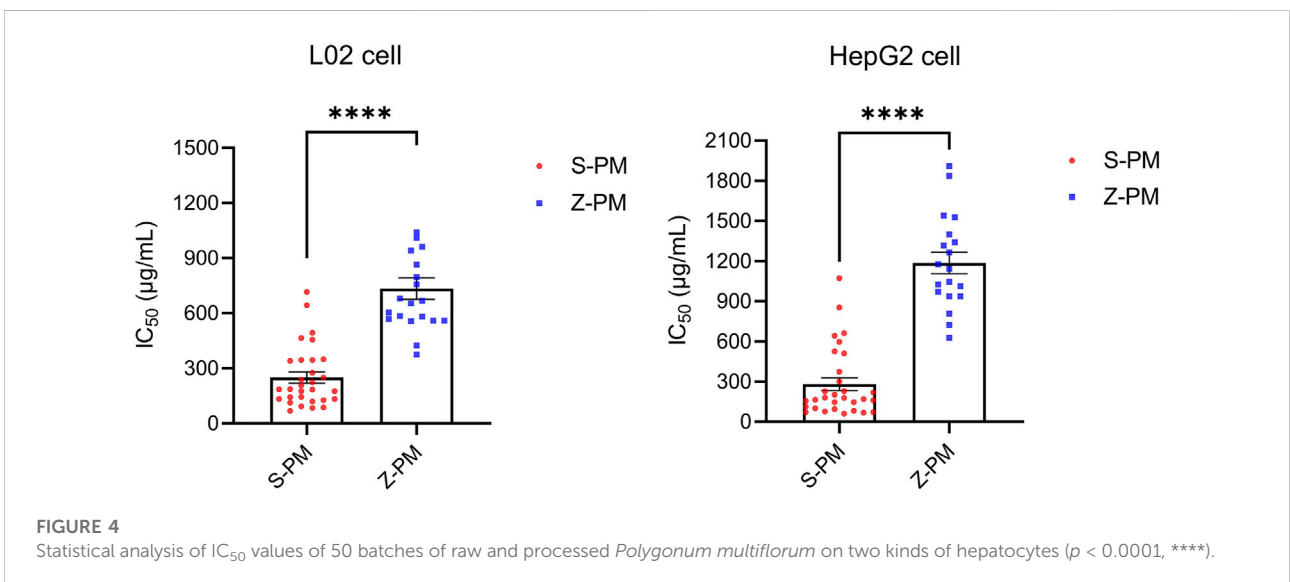 L02 cell
****
1500
1200
900
600
300
0
IC50 (µg/mL)
S-PM
Z-PM
S-PM
Z-PM
HepG2 cell
****
2100
1800
1500
1200
900
600
300
0
IC50 (µg/mL)
S-PM
Z-PM
S-PM
Z-PM
FIGURE 4
Statistical analysis of IC50 values of 50 batches of raw and processed Polygonum multiflorum on two kinds of hepatocytes (p < 0.0001, ****).